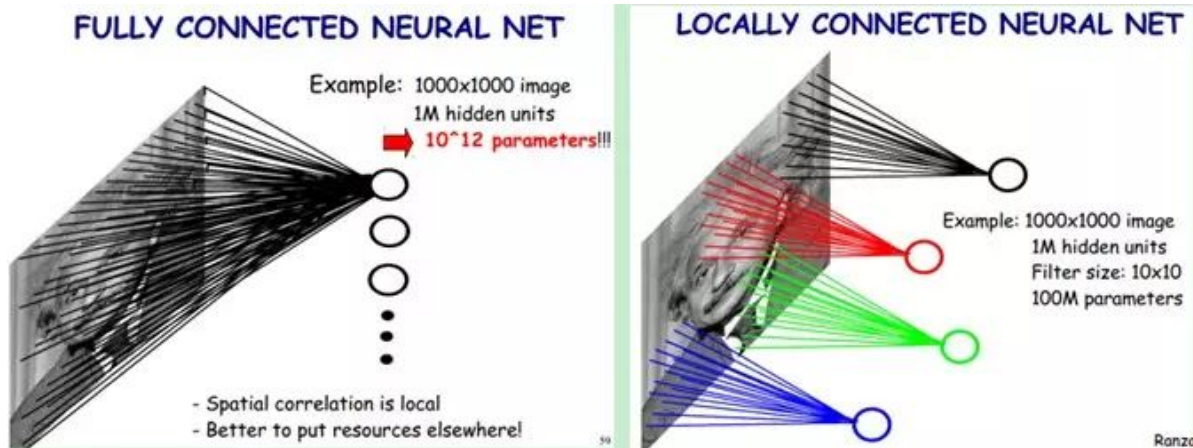 FULLY CONNECTED NEURAL NET
Example: 1000x1000 image
1M hidden units
10^12 parameters!!!
- Spatial correlation is local
- Better to put resources elsewhere!
59
LOCALLY CONNECTED NEURAL NET
Example: 1000x1000 image
1M hidden units
Filter size: 10x10
100M parameters